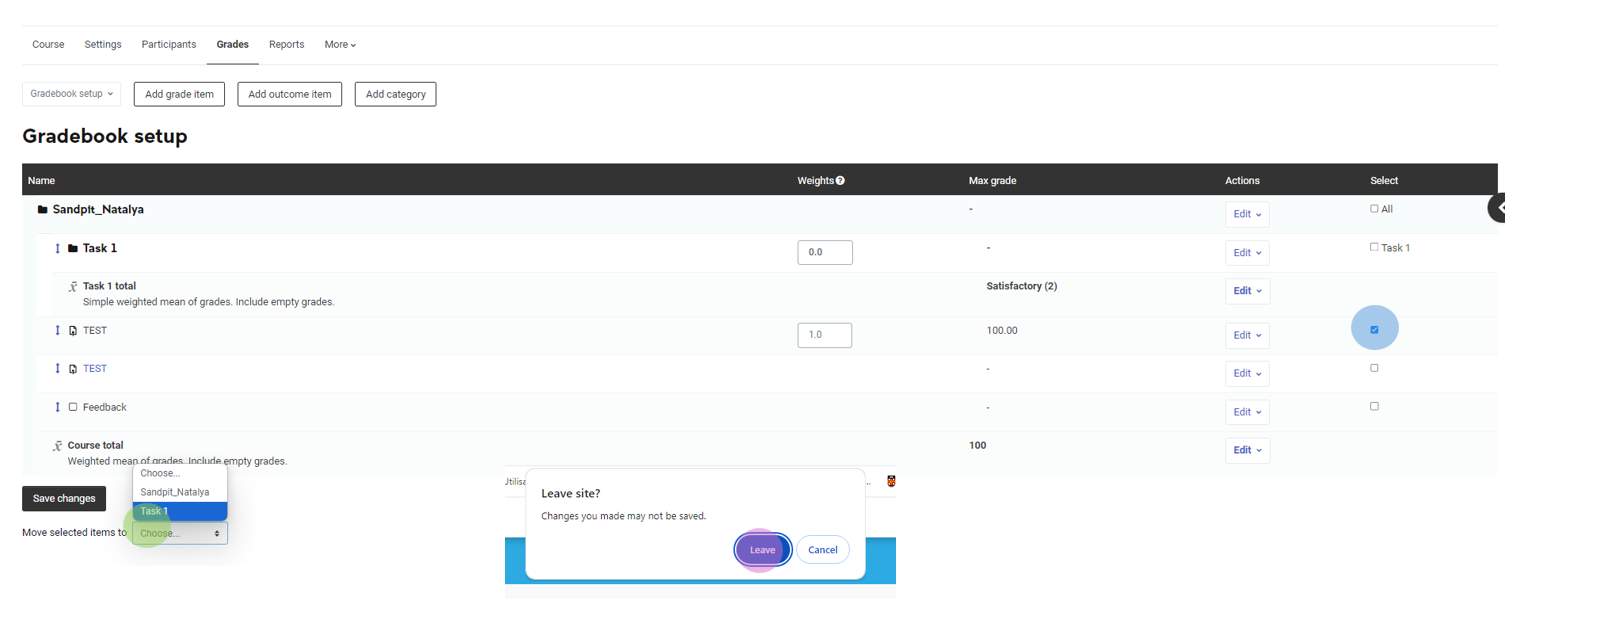 Course Settings Participants Grades Reports More
Gradebook setup Add grade item Add outcome item Add category
Gradebook setup
Name Weights Max grade Actions Select
Sandpit_Natalya - Edit All
Task 1 0.0 - Edit Task 1
Task 1 total Satisfactory (2) Edit
Simple weighted mean of grades. Include empty grades.
TEST 1.0 100.00 Edit
TEST - Edit
Feedback - Edit
Course total 100 Edit
Weighted mean of grades. Include empty grades.
Choose...
Sandpit_Natalya
Task 1
Save changes
Move selected items to Choose...
Utilisa
...
Leave site?
Changes you made may not be saved.
Leave Cancel